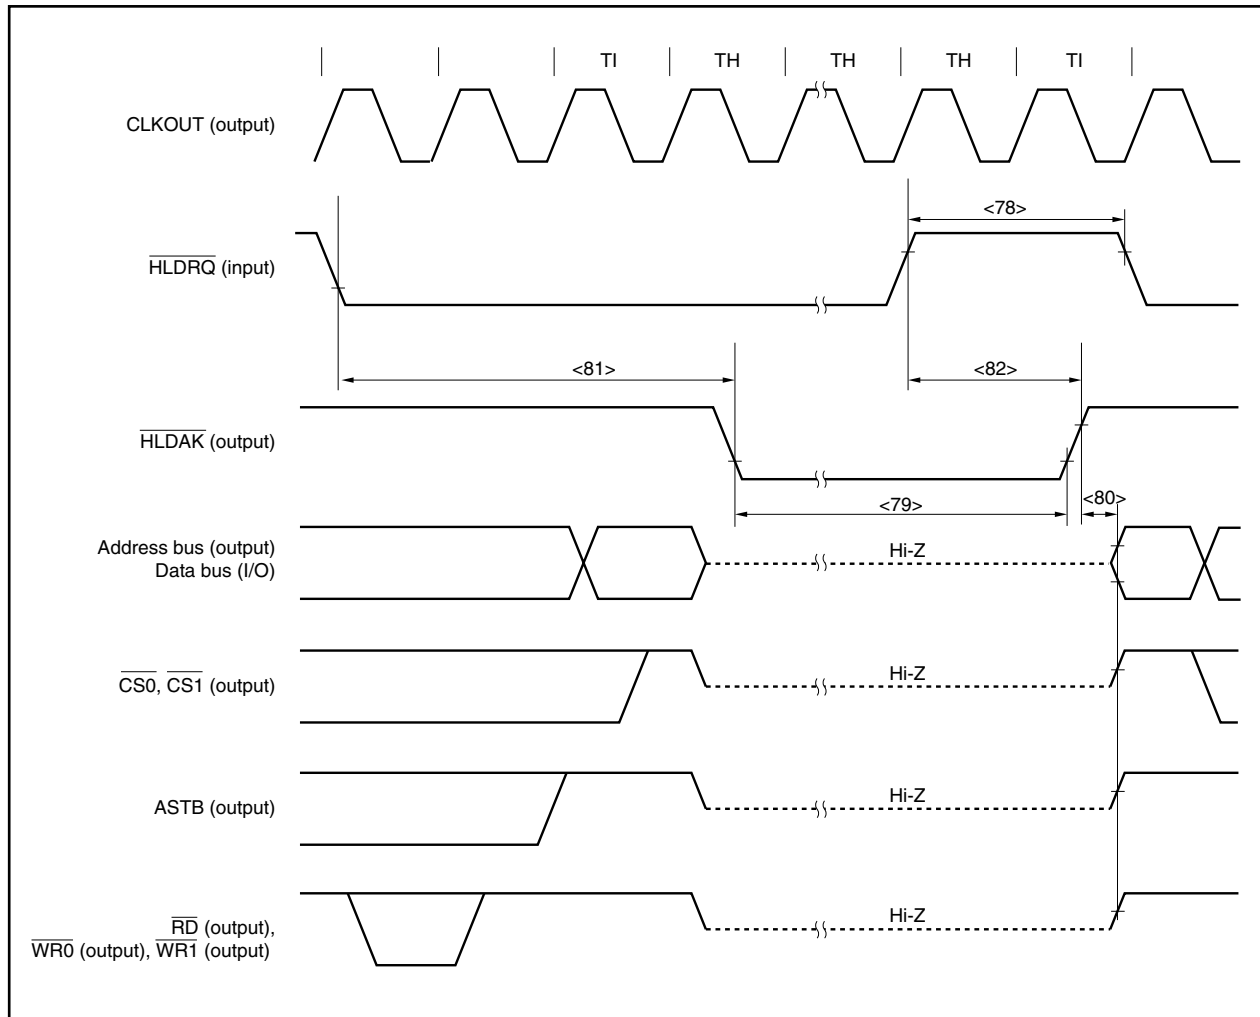 TI TH TH TH TI
CLKOUT (output)
<78>
HLDRQ (input)
<81> <82>
HLDAK (output)
<79> <80>
Address bus (output)
Data bus (I/O)
Hi-Z
CS0, CS1 (output)
Hi-Z
ASTB (output)
Hi-Z
RD (output),
WR0 (output), WR1 (output)
Hi-Z